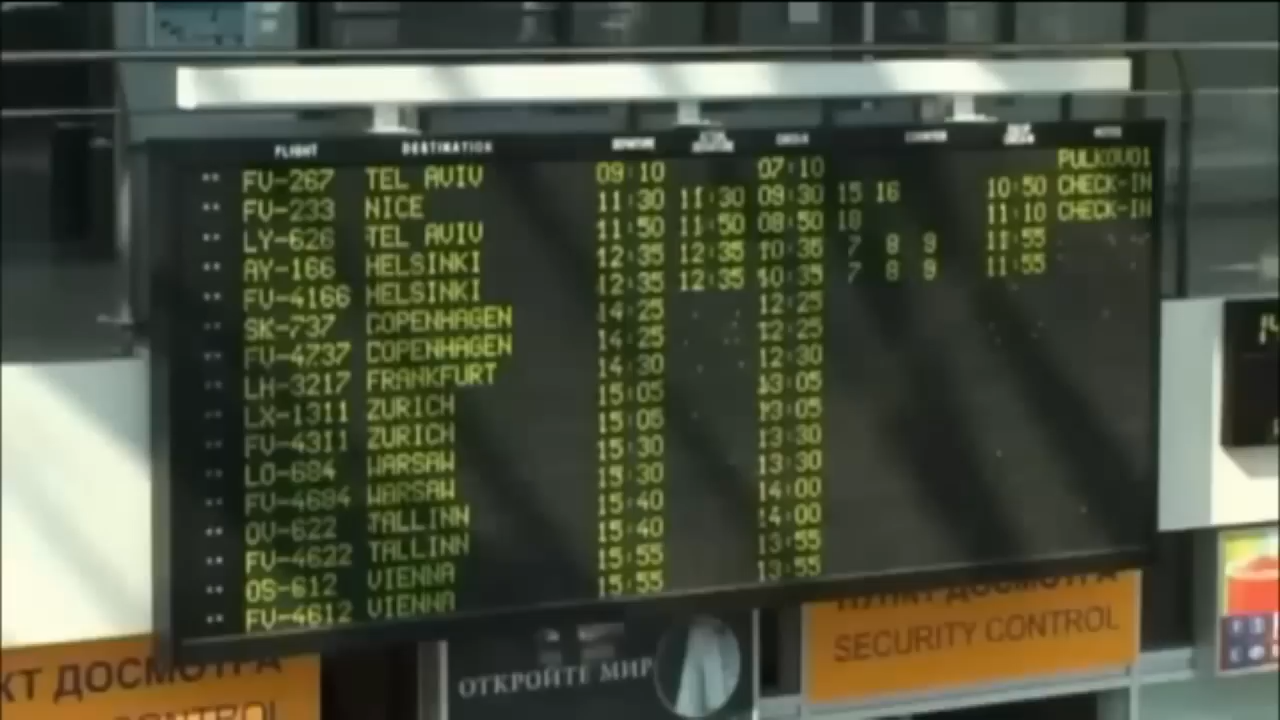 FLIGHT DESTINATION
PULKOVO1
FV-267 TEL AVIV 09:10 07:10
FV-233 NICE 11:30 11:30 09:30 15 16 10:50 CHECK-IN
LY-626 TEL AVIV 11:50 11:50 08:50 18 11:10 CHECK-IN
AY-166 HELSINKI 12:35 12:35 10:35 7 8 9 11:55
FV-4166 HELSINKI 12:35 12:35 10:35 7 8 9 11:55
SK-737 COPENHAGEN 14:25 12:25
FV-4737 COPENHAGEN 14:25 12:25
LH-3217 FRANKFURT 14:30 12:30
LX-1311 ZURICH 15:05 13:05
FV-4311 ZURICH 15:05 13:05
LO-684 WARSAW 15:30 13:30
FV-4684 WARSAW 15:30 13:30
OV-622 TALLINN 15:40 14:00
FV-4622 TALLINN 15:40 14:00
OS-612 VIENNA 15:55 13:55
FV-4612 VIENNA 15:55 13:55
КТ ДОСМОТРА
CONTROL
ОТКРОЙТЕ МИР
ПУНКТ ДОСМОТРА
SECURITY CONTROL